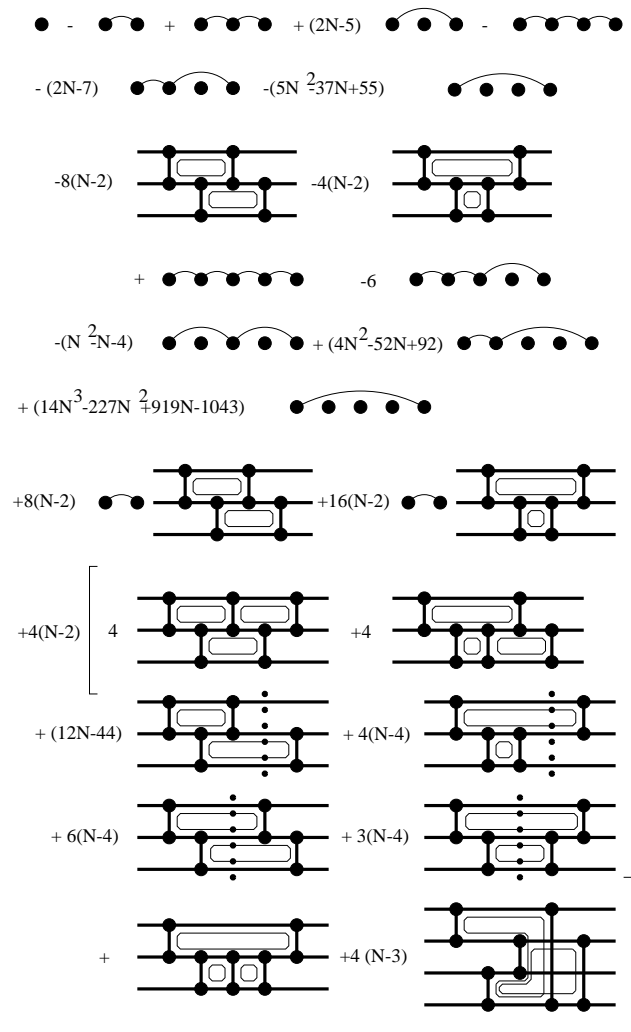 - + + (2N-5) -
- (2N-7) -(5N 2-37N+55)
-8(N-2) -4(N-2)
+ -6
-(N 2-N-4) + (4N2-52N+92)
+ (14N3-227N 2+919N-1043)
+8(N-2) +16(N-2)
+4(N-2) 4 +4
+ (12N-44) + 4(N-4)
+ 6(N-4) + 3(N-4)
+ +4 (N-3)